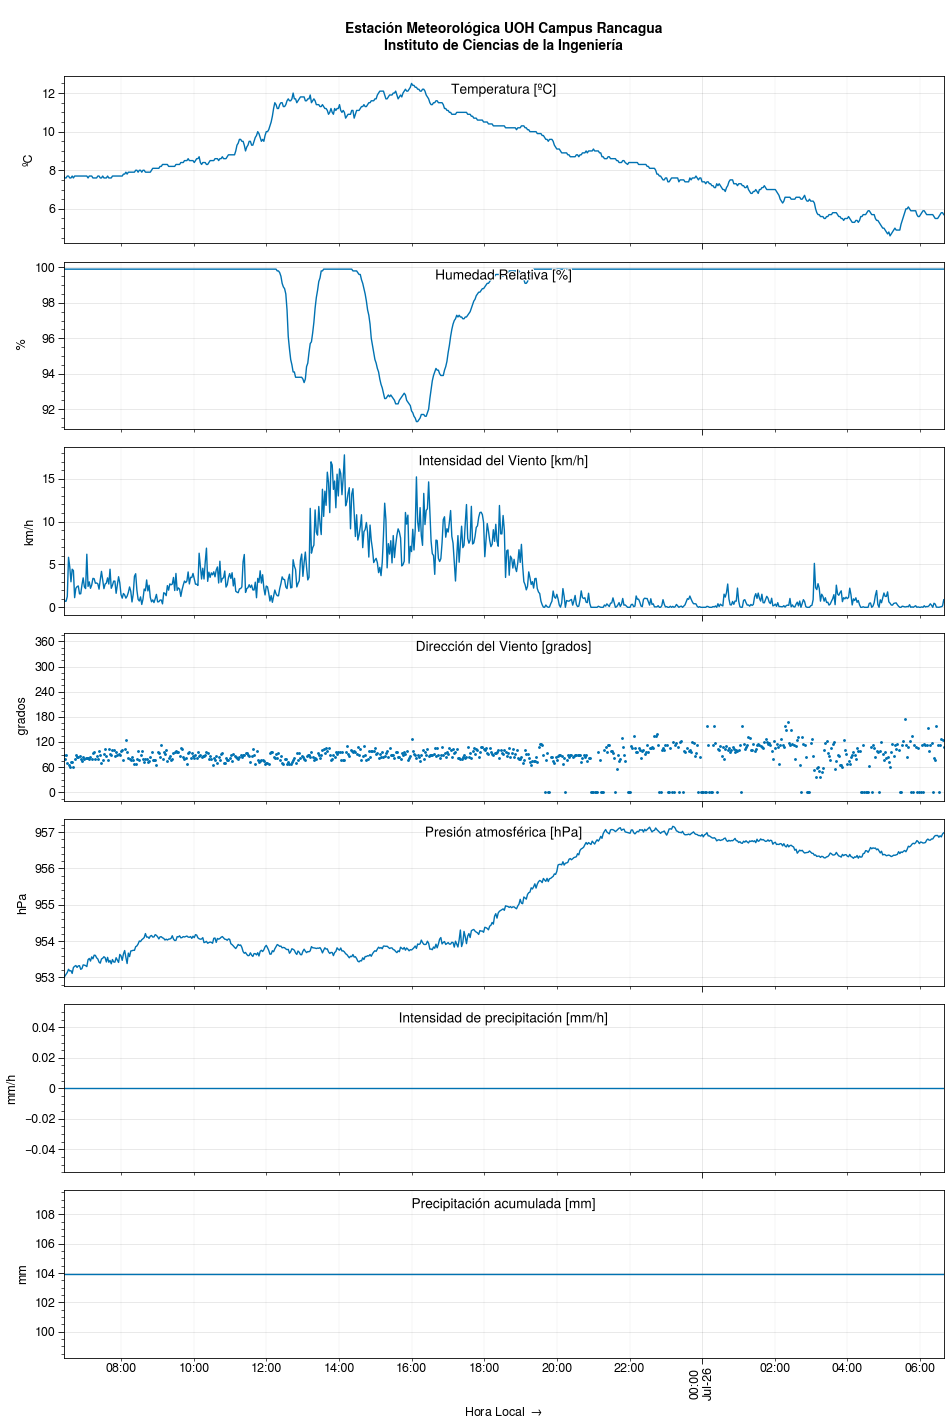 Estación Meteorológica UOH Campus Rancagua
Instituto de Ciencias de la Ingeniería
Temperatura [ºC]
ºC
12
10
8
6
Humedad Relativa [%]
%
100
98
96
94
92
Intensidad del Viento [km/h]
km/h
15
10
5
0
Dirección del Viento [grados]
grados
360
300
240
180
120
60
0
Presión atmosférica [hPa]
hPa
957
956
955
954
953
Intensidad de precipitación [mm/h]
mm/h
0.04
0.02
0
−0.02
−0.04
Precipitación acumulada [mm]
mm
108
106
104
102
100
08:00 10:00 12:00 14:00 16:00 18:00 20:00 22:00 00:00 02:00 04:00 06:00
Jul-26
Hora Local →